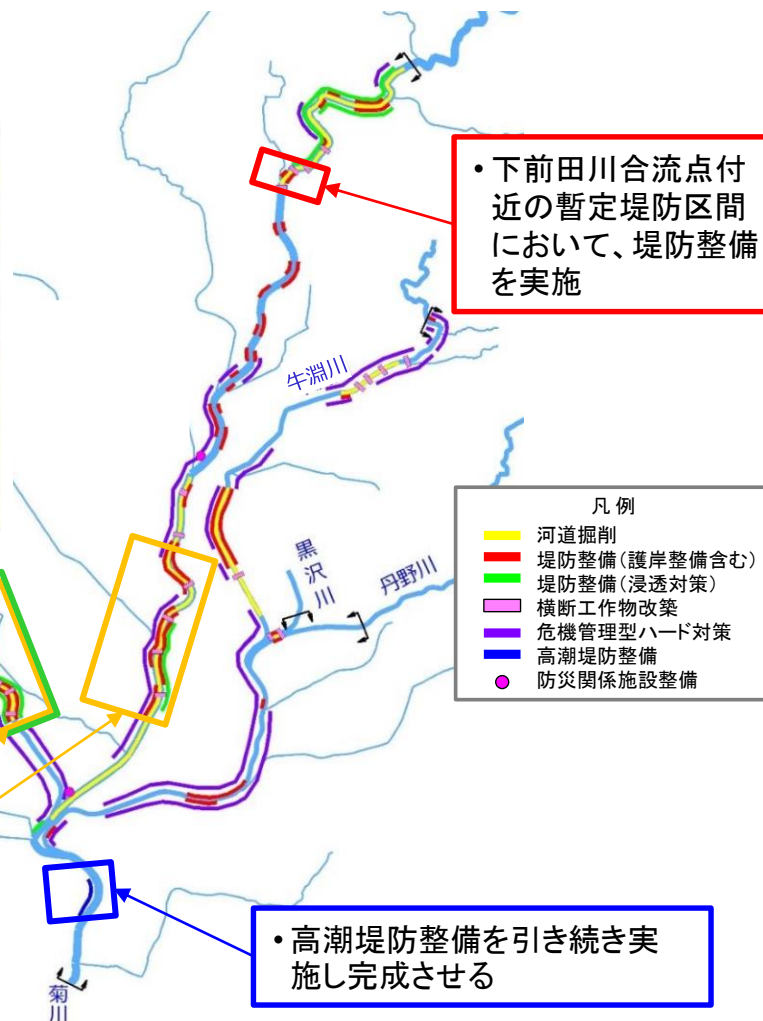 ・下前田川合流点付
近の暫定堤防区間
において、堤防整備
を実施
牛淵川
黒沢川
丹野川
凡例
河道掘削
堤防整備(護岸整備含む)
堤防整備(浸透対策)
横断工作物改築
危機管理型ハード対策
高潮堤防整備
防災関係施設整備
・高潮堤防整備を引き続き実
施し完成させる
菊川